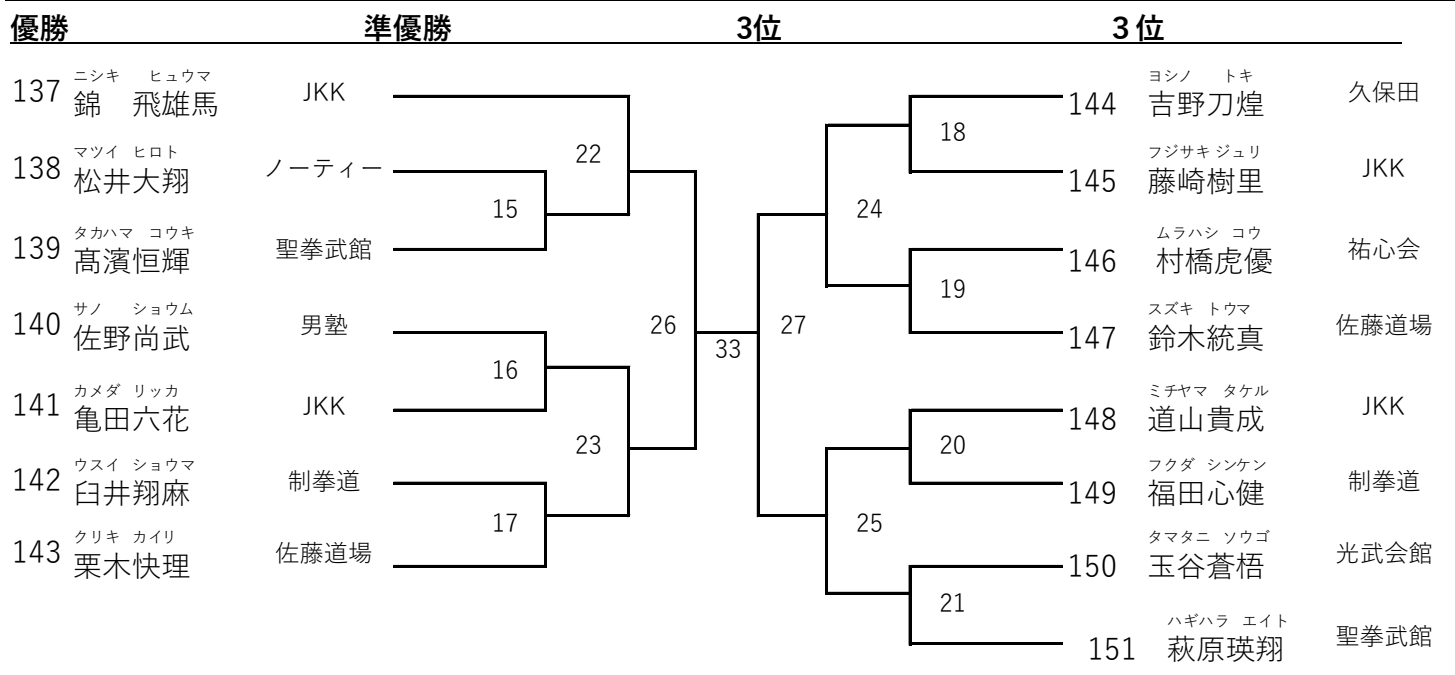 優勝 準優勝 3位 ３位
ニシキ ヒュウマ
137 錦 飛雄馬 JKK
マツイ ヒロト
138 松井大翔 ノーティー
タカハマ コウキ
139 髙濱恒輝 聖拳武館
サノ ショウム
140 佐野尚武 男塾
カメダ リッカ
141 亀田六花 JKK
ウスイ ショウマ
142 臼井翔麻 制拳道
クリキ カイリ
143 栗木快理 佐藤道場
22
15
16
23
17
26
33
27
24
25
18
19
20
21
ヨシノ トキ
144 吉野刀煌 久保田
フジサキ ジュリ
145 藤崎樹里 JKK
ムラハシ コウ
146 村橋虎優 祐心会
スズキ トウマ
147 鈴木統真 佐藤道場
ミチヤマ タケル
148 道山貴成 JKK
フクダ シンケン
149 福田心健 制拳道
タマタニ ソウゴ
150 玉谷蒼梧 光武会館
ハギハラ エイト
151 萩原瑛翔 聖拳武館